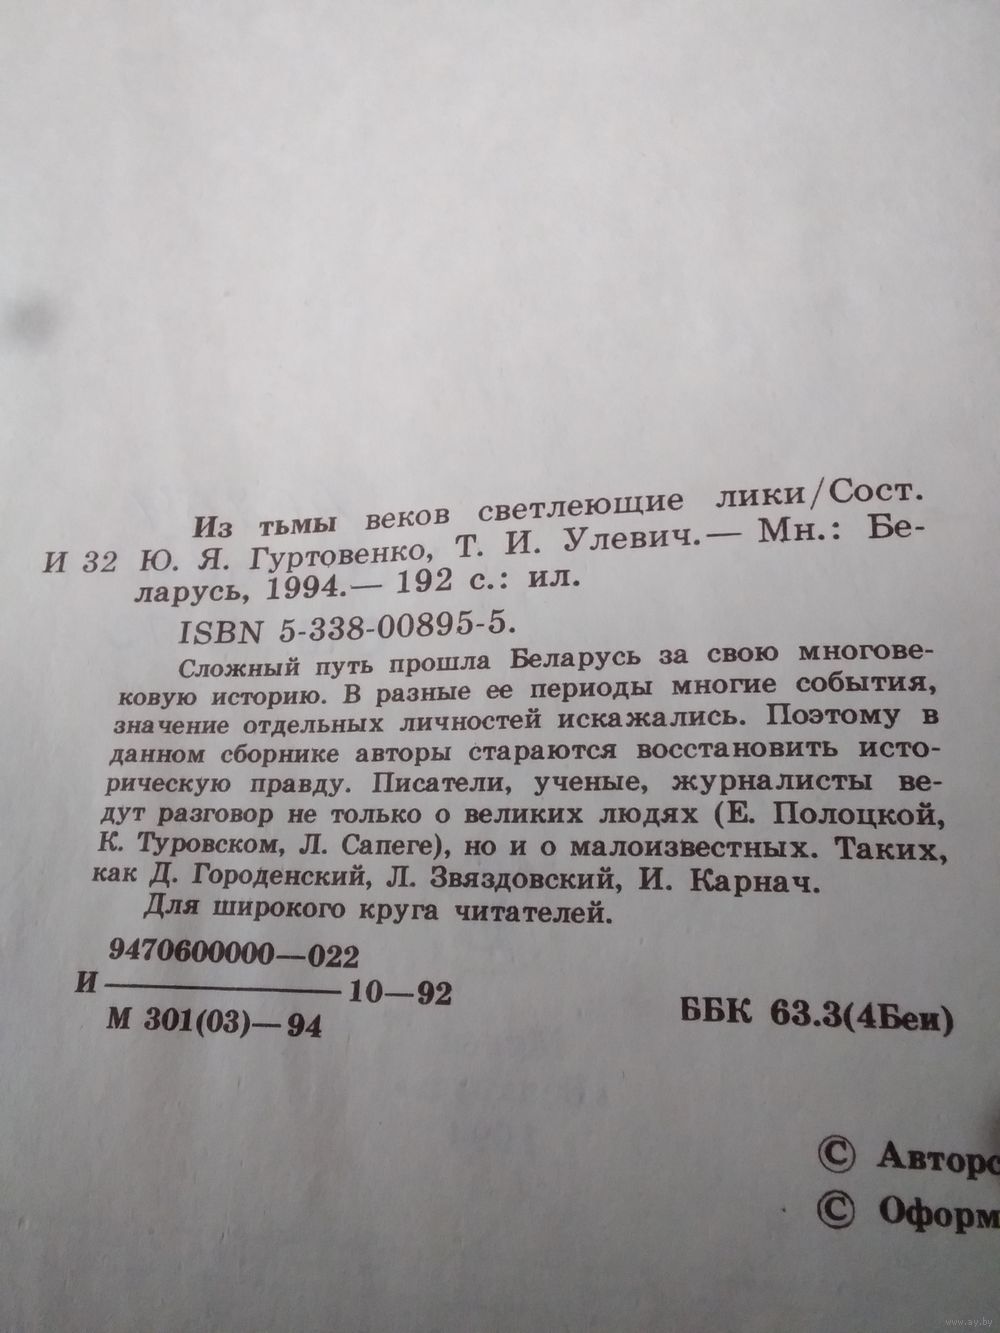 Из тьмы веков светлеющие лики/Сост.
И 32 Ю. Я. Гуртовенко, Т. И. Улевич.— Мн.: Бе-
ларусь, 1994.— 192 с.: ил.
ISBN 5-338-00895-5.
Сложный путь прошла Беларусь за свою многове-
ковую историю. В разные ее периоды многие события,
значение отдельных личностей искажались. Поэтому в
данном сборнике авторы стараются восстановить исто-
рическую правду. Писатели, ученые, журналисты ве-
дут разговор не только о великих людях (Е. Полоцкой,
К. Туровском, Л. Сапеге), но и о малоизвестных. Таких,
как Д. Городенский, Л. Звяздовский, И. Карнач.
Для широкого круга читателей.
9470600000—022
И ――― 10—92
М 301(03)—94
ББК 63.3(4Беи)
© Авторс
© Оформ
www.ay.by